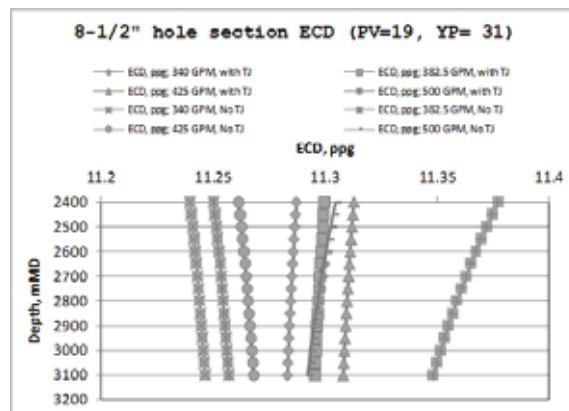 8-1/2" hole section ECD (PV=19, YP= 31)
ECD, ppg; 340 GPM, with TJ
ECD, ppg; 382.5 GPM, with TJ
ECD, ppg; 425 GPM, with TJ
ECD, ppg; 500 GPM, with TJ
ECD, ppg; 340 GPM, No TJ
ECD, ppg; 382.5 GPM, No TJ
ECD, ppg; 425 GPM, No TJ
ECD, ppg; 500 GPM, No TJ
ECD, ppg
11.2 11.25 11.3 11.35 11.4
Depth, mMD
2400
2500
2600
2700
2800
2900
3000
3100
3200